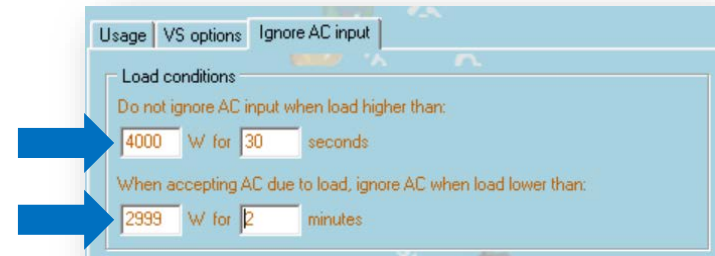 Usage VS options Ignore AC input
Load conditions
Do not ignore AC input when load higher than:
4000 W for 30 seconds
When accepting AC due to load, ignore AC when load lower than:
2999 W for 2 minutes